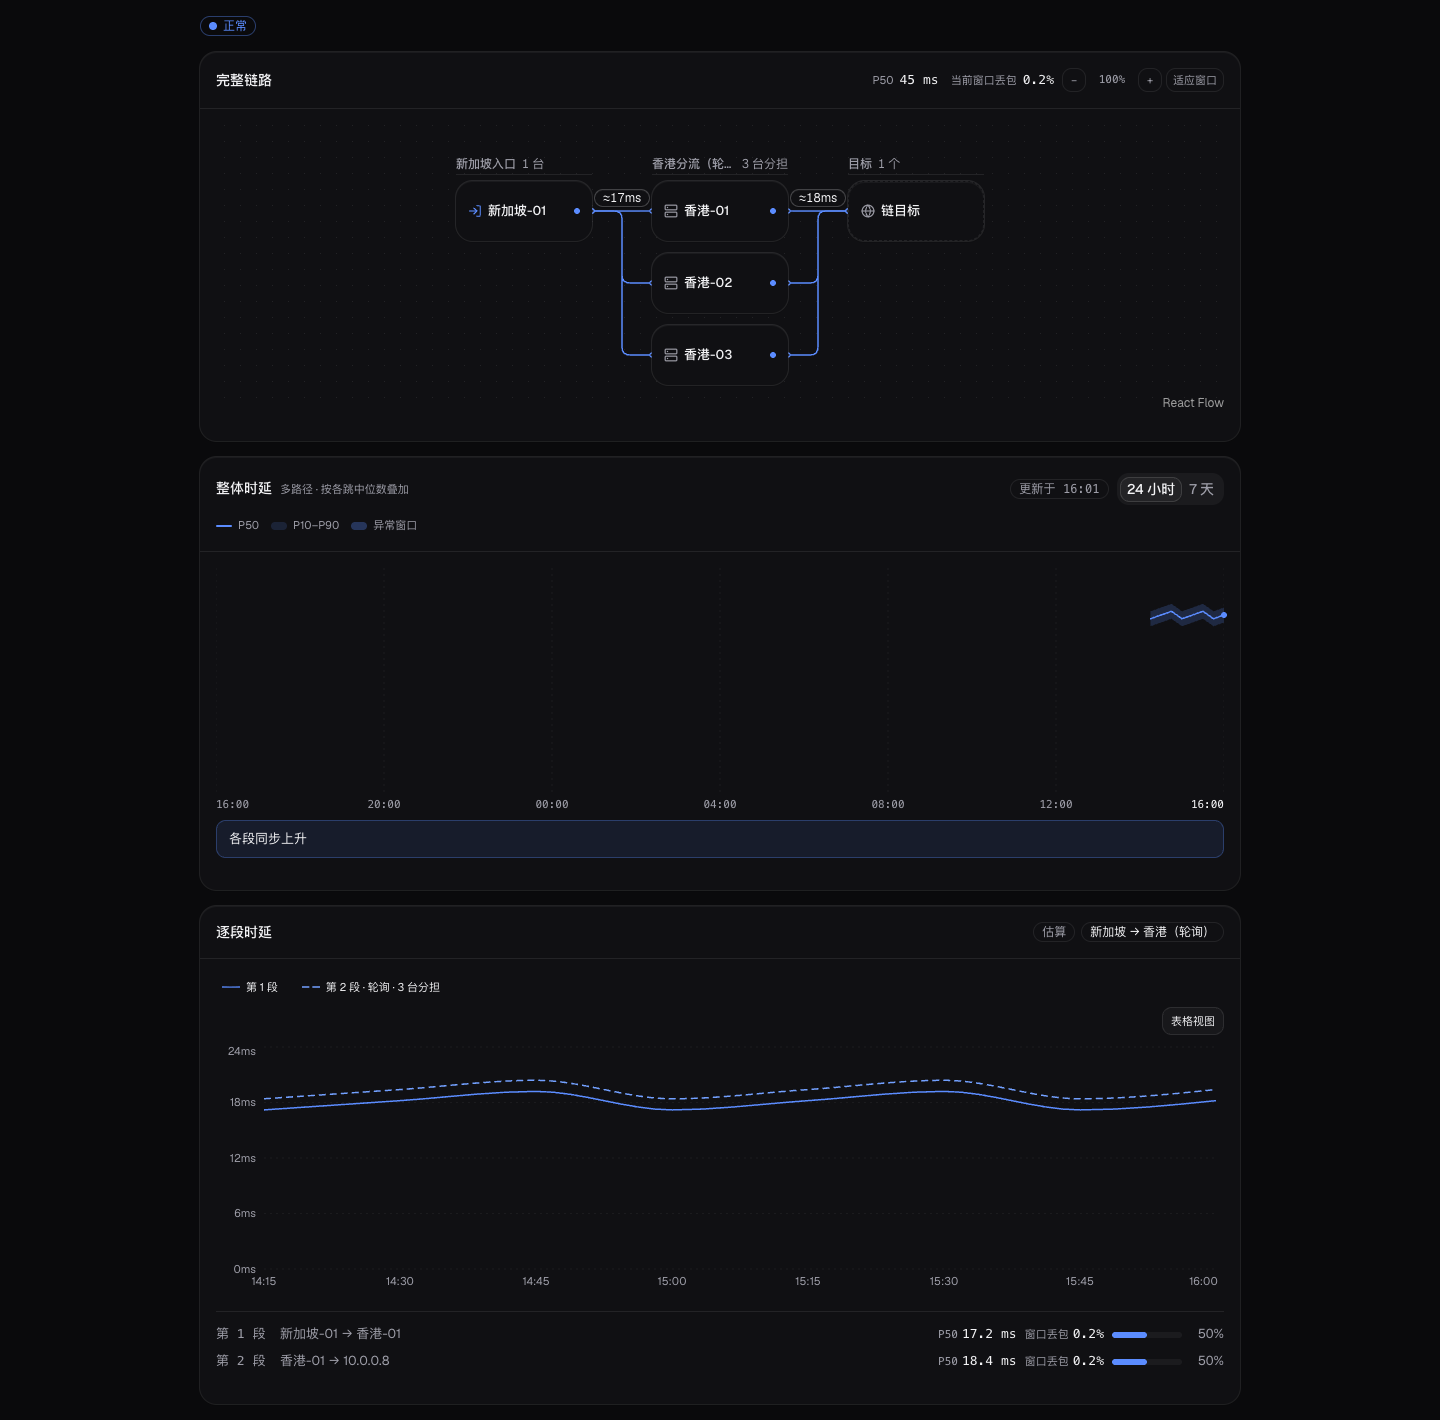 正常
完整链路
P50 45 ms 当前窗口丢包 0.2% − 100% + 适应窗口
新加坡入口 1 台
香港分流（轮… 3 台分担
目标 1 个
≈17ms
≈18ms
新加坡-01
香港-01
链目标
香港-02
香港-03
React Flow
整体时延 多路径 · 按各跳中位数叠加
更新于 16:01
24 小时 7 天
P50 P10–P90 异常窗口
16:00 20:00 00:00 04:00 08:00 12:00 16:00
各段同步上升
逐段时延
估算 新加坡 → 香港（轮询）
第 1 段 第 2 段 · 轮询 · 3 台分担
表格视图
24ms
18ms
12ms
6ms
0ms
14:15 14:30 14:45 15:00 15:15 15:30 15:45 16:00
第 1 段 新加坡-01 → 香港-01 P50 17.2 ms 窗口丢包 0.2% 50%
第 2 段 香港-01 → 10.0.0.8 P50 18.4 ms 窗口丢包 0.2% 50%